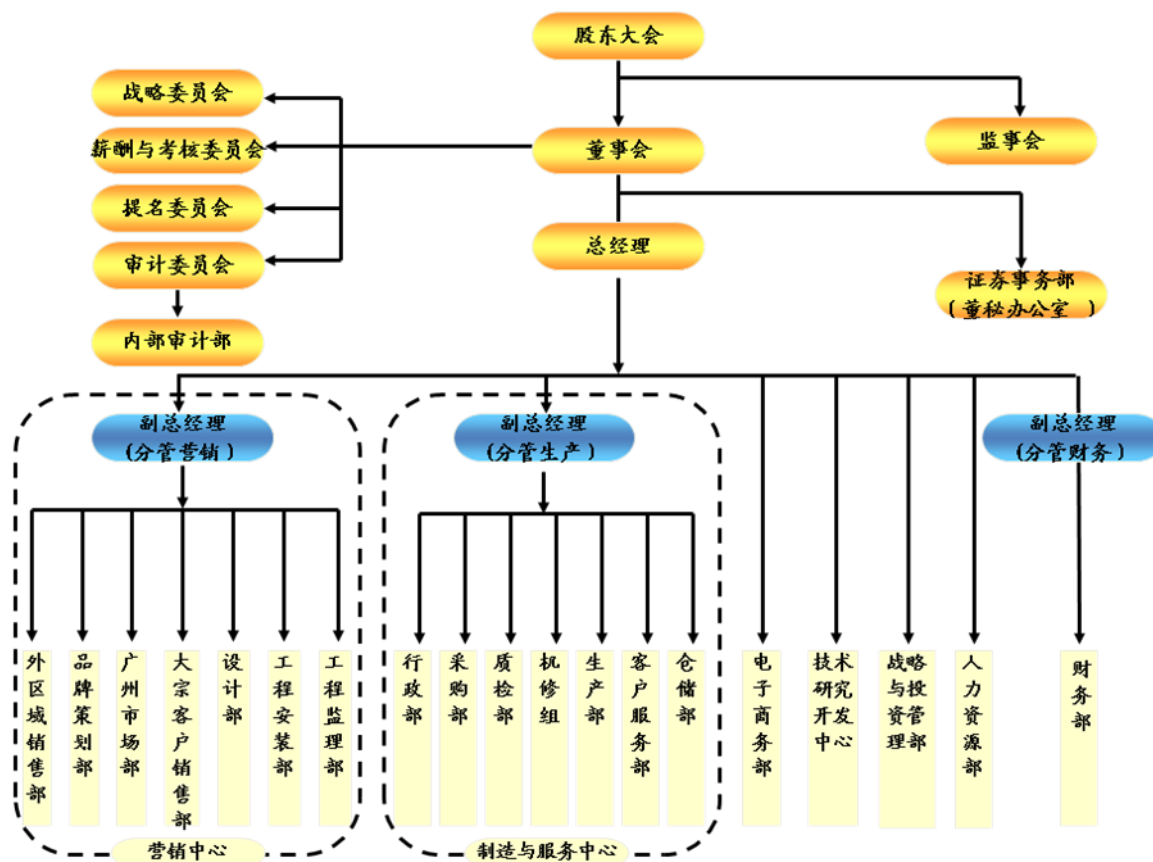 股东大会
战略委员会
薪酬与考核委员会
董事会
监事会
提名委员会
总经理
审计委员会
证券事务部
(董秘办公室)
内部审计部
副总经理
(分管营销)
副总经理
(分管生产)
副总经理
(分管财务)
外区域销售部
品牌策划部
广州市场部
大宗客户销售部
设计部
工程安装部
工程监理部
行政部
采购部
质检部
机修组
生产部
客户服务部
仓储部
电子商务部
技术
研究
开发
中心
战略
与投
资管
理部
人力资源部
财务部
营销中心
制造与服务中心